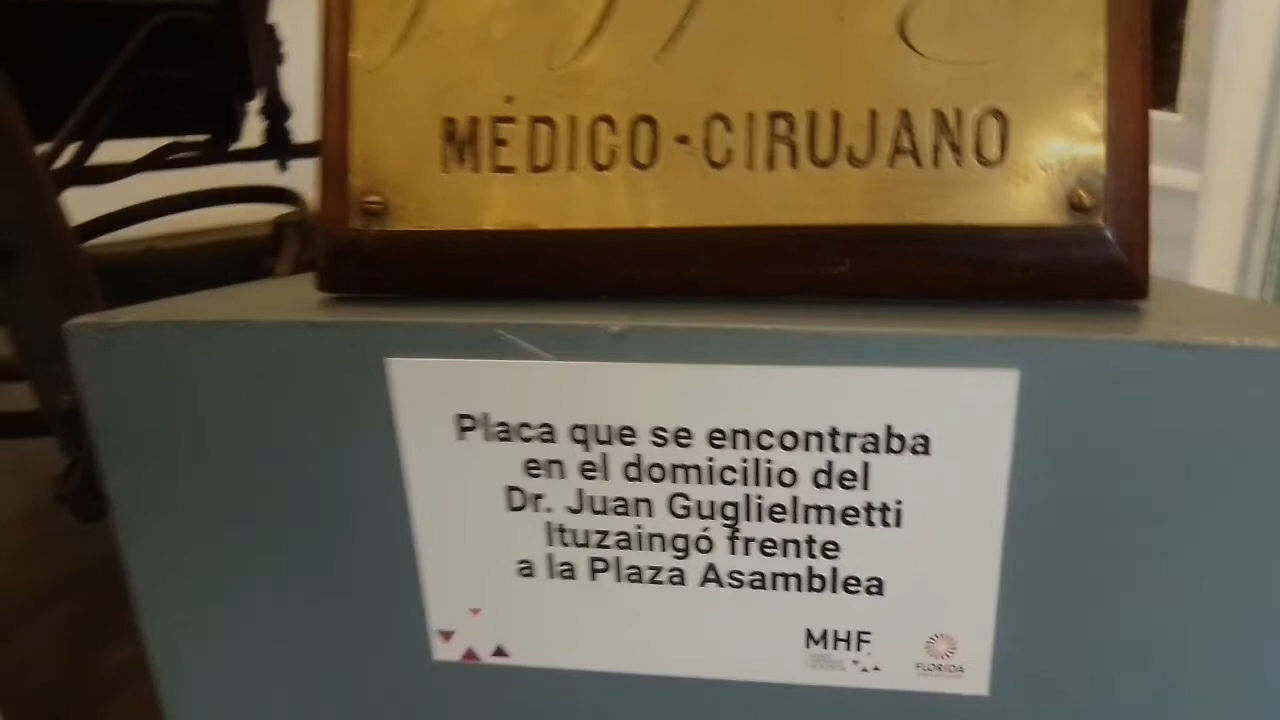 MÉDICO-CIRUJANO
Placa que se encontraba
en el domicilio del
Dr. Juan Guglielmetti
Ituzaingó frente
a la Plaza Asamblea
MHF
FLORIDA